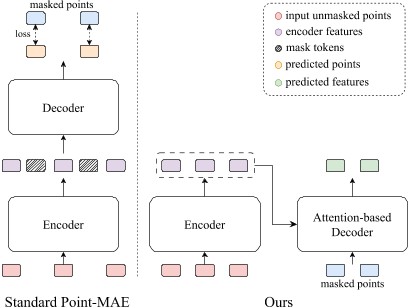 masked points
loss
Decoder
Encoder
Standard Point-MAE
input unmasked points
encoder features
mask tokens
predicted points
predicted features
Encoder
Attention-based
Decoder
masked points
Ours